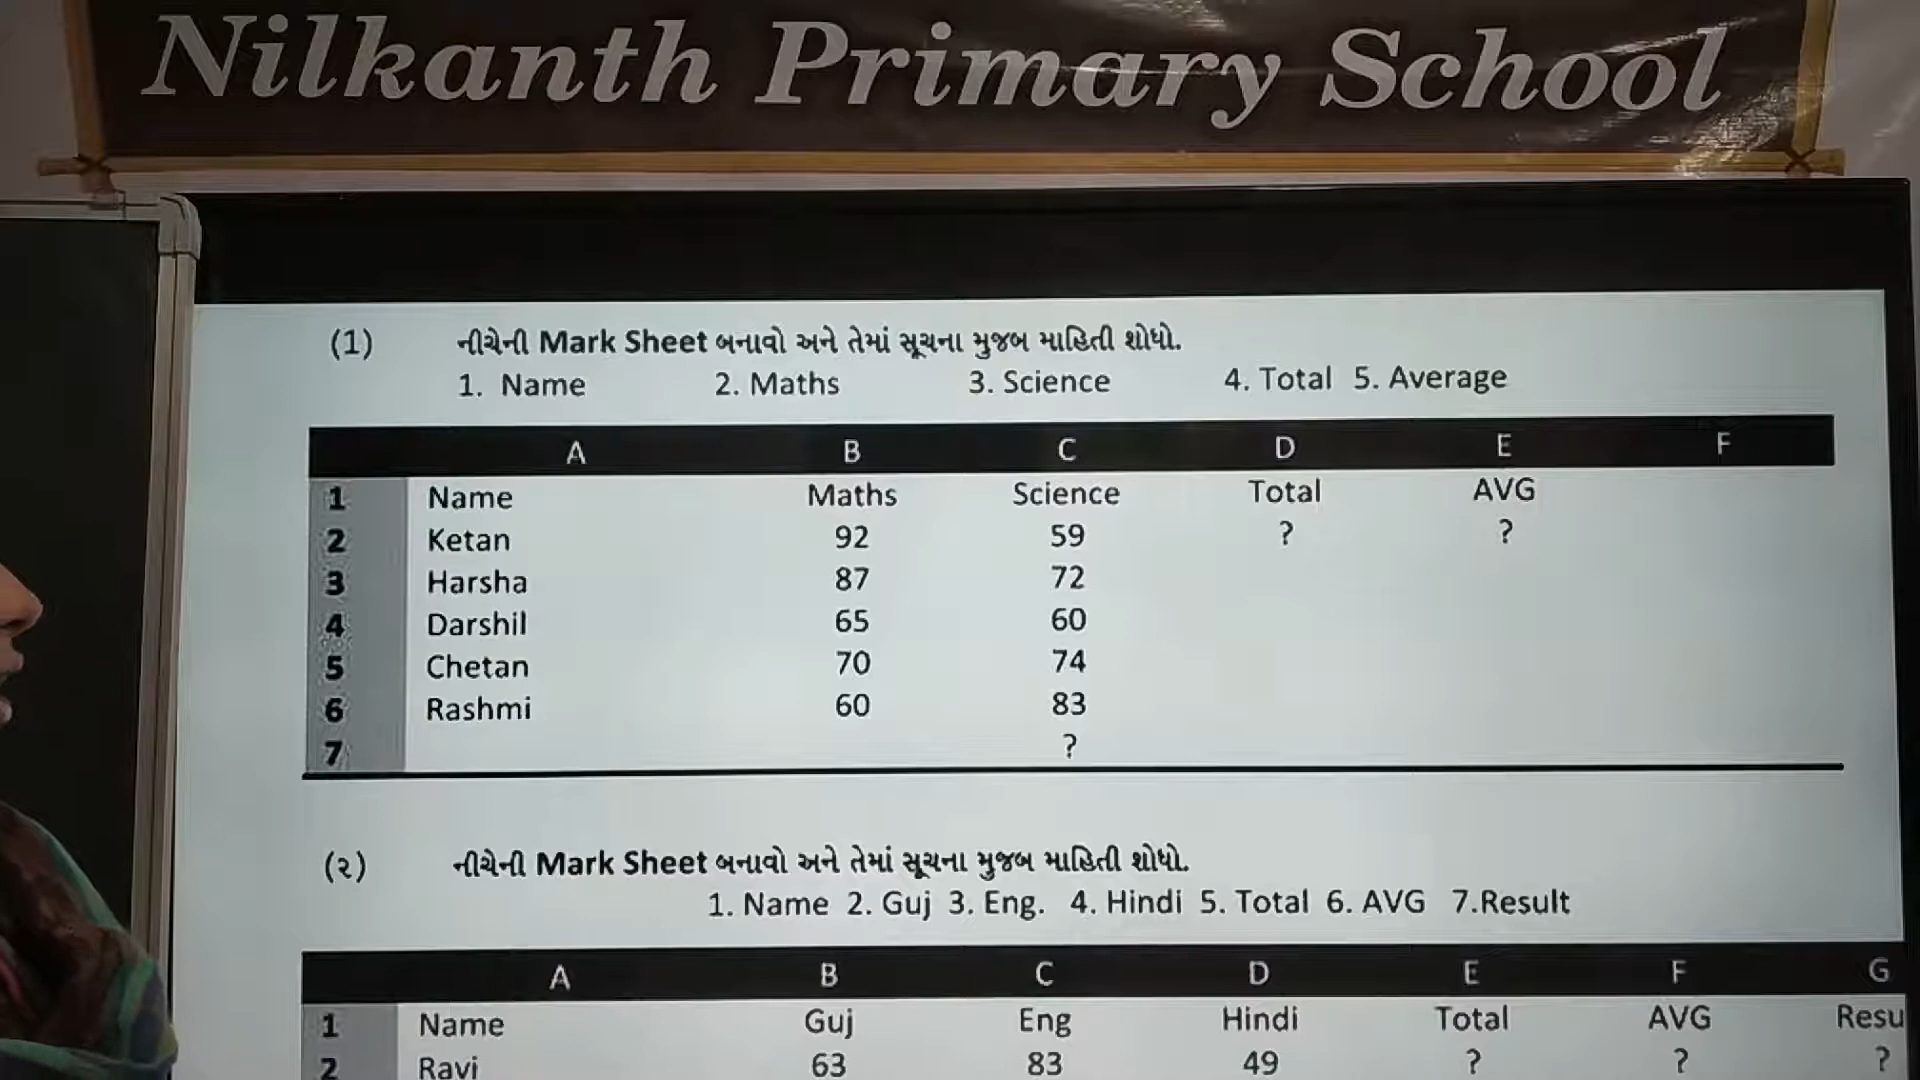 Nilkanth Primary School
(1) નીચેની Mark Sheet બનાવો અને તેમાં સૂચના મુજબ માહિતી શોધો.
1. Name 2. Maths 3. Science 4. Total 5. Average
A B C D E F
1 Name Maths Science Total AVG
2 Ketan 92 59 ? ?
3 Harsha 87 72
4 Darshil 65 60
5 Chetan 70 74
6 Rashmi 60 83
7 ?
(૨) નીચેની Mark Sheet બનાવો અને તેમાં સૂચના મુજબ માહિતી શોધો.
1. Name 2. Guj 3. Eng. 4. Hindi 5. Total 6. AVG 7.Result
A B C D E F G
1 Name Guj Eng Hindi Total AVG Resu
2 Ravi 63 83 49 ? ? ?